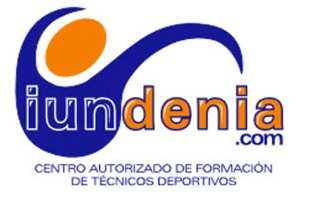 iundenia
.com
CENTRO AUTORIZADO DE FORMACIÓN
DE TÉCNICOS DEPORTIVOS